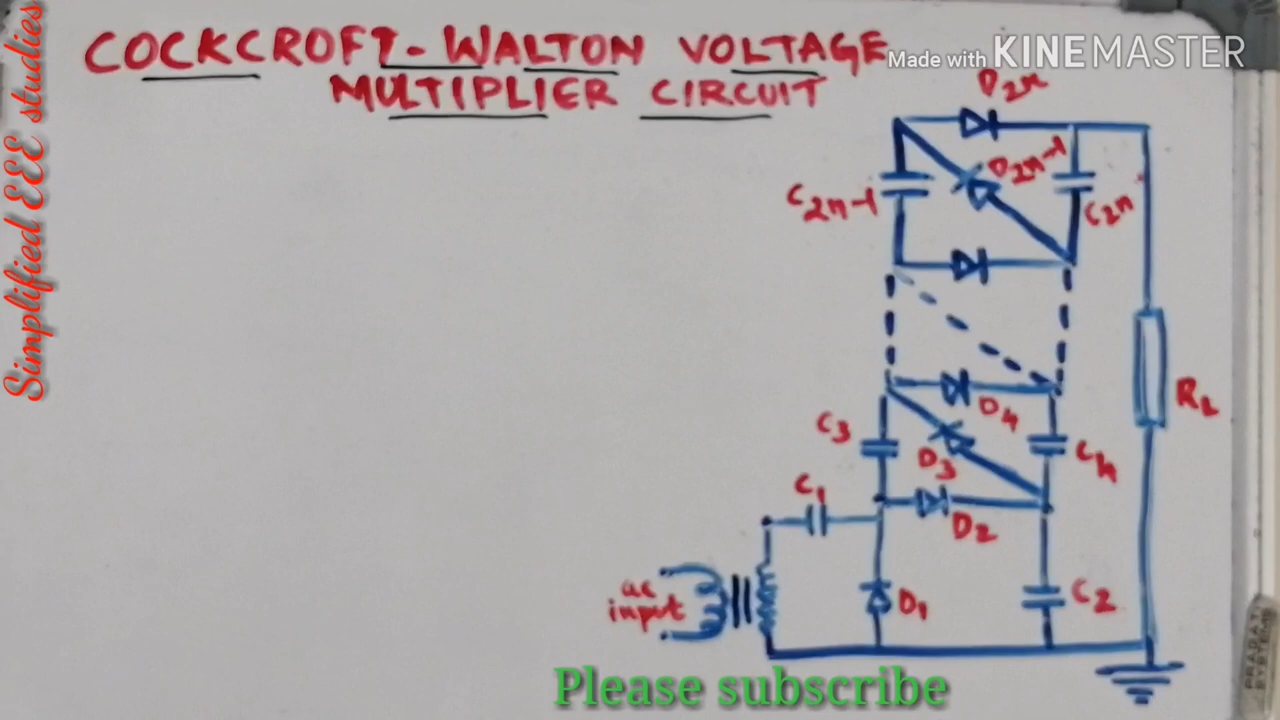 COCKCROFT-WALTON VOLTAGE
MULTIPLIER CIRCUIT
Made with KINEMASTER
Simplified EEE studies
D2n
D2n-1
C2n-1
C2n
D4
C3
D3
C4
RL
C1
D2
ac
input
D1
C2
Please subscribe